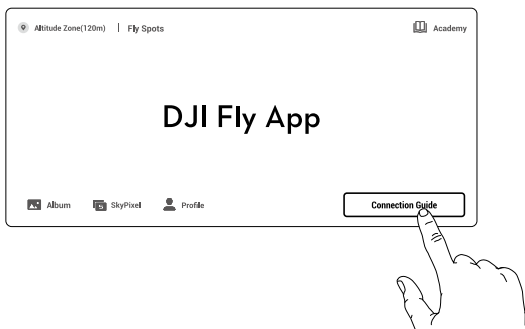 Altitude Zone(120m) | Fly Spots
Academy
DJI Fly App
Album
SkyPixel
Profile
Connection Guide